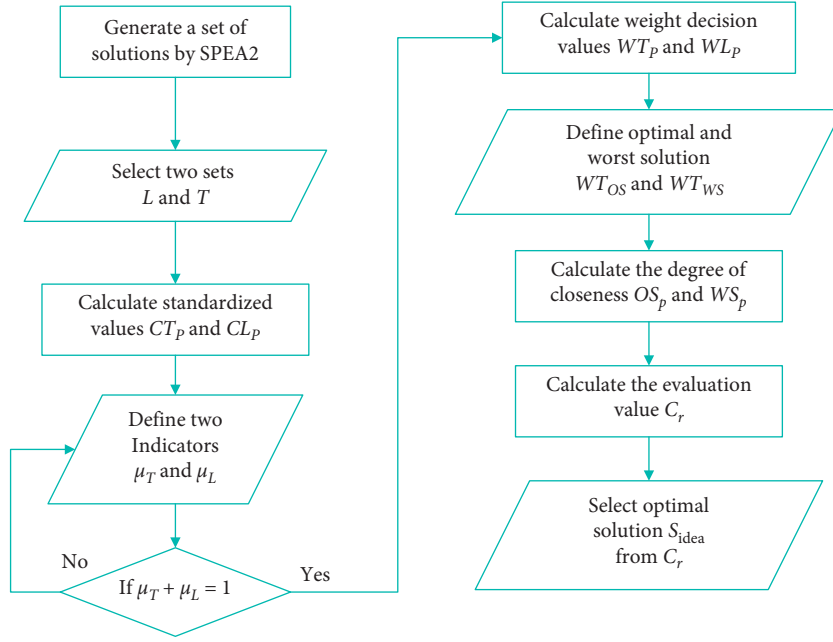 Generate a set of
solutions by SPEA2
Select two sets
L and T
Calculate standardized
values CT_P and CL_P
Define two
Indicators
μ_T and μ_L
No
If μ_T + μ_L = 1
Yes
Calculate weight decision
values WT_P and WL_P
Define optimal and
worst solution
WT_OS and WT_WS
Calculate the degree of
closeness OS_p and WS_p
Calculate the evaluation
value C_r
Select optimal
solution S_idea
from C_r